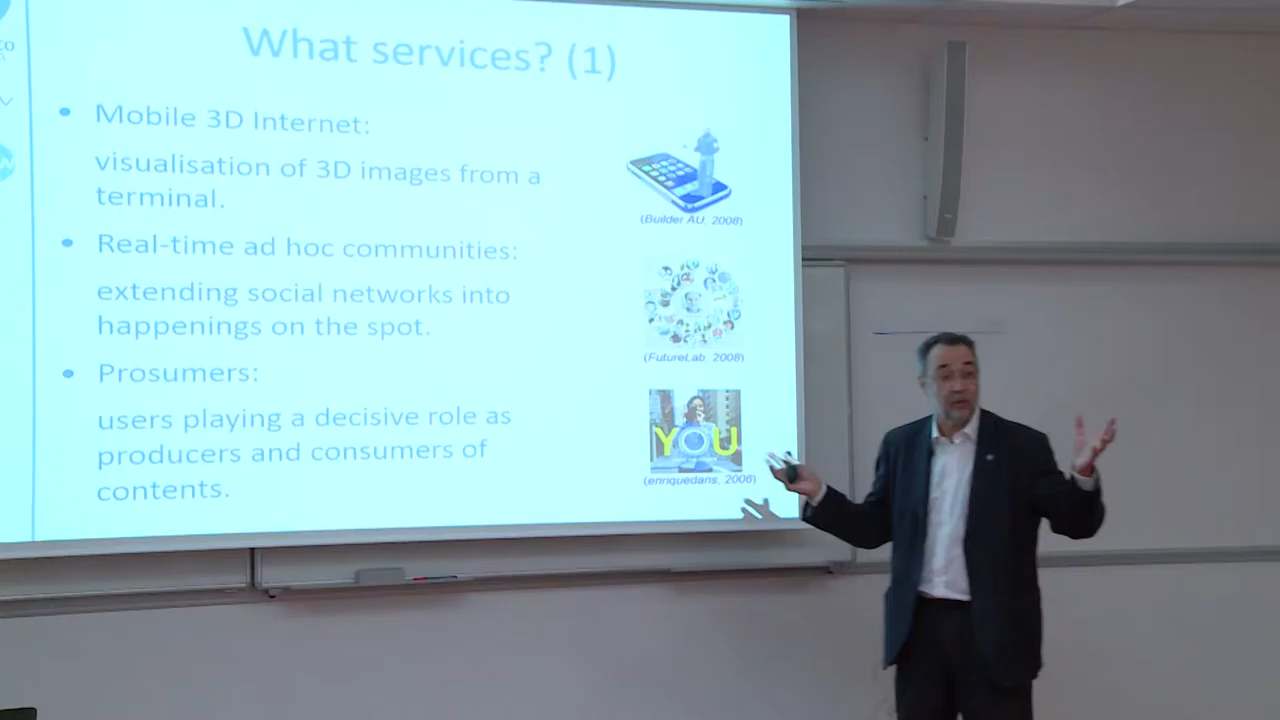 What services? (1)
• Mobile 3D Internet:
visualisation of 3D images from a
terminal.
(Builder AU, 2008)
• Real-time ad hoc communities:
extending social networks into
happenings on the spot.
(FutureLab, 2008)
• Prosumers:
users playing a decisive role as
producers and consumers of
contents.
YOU
(enriquedans, 2006)